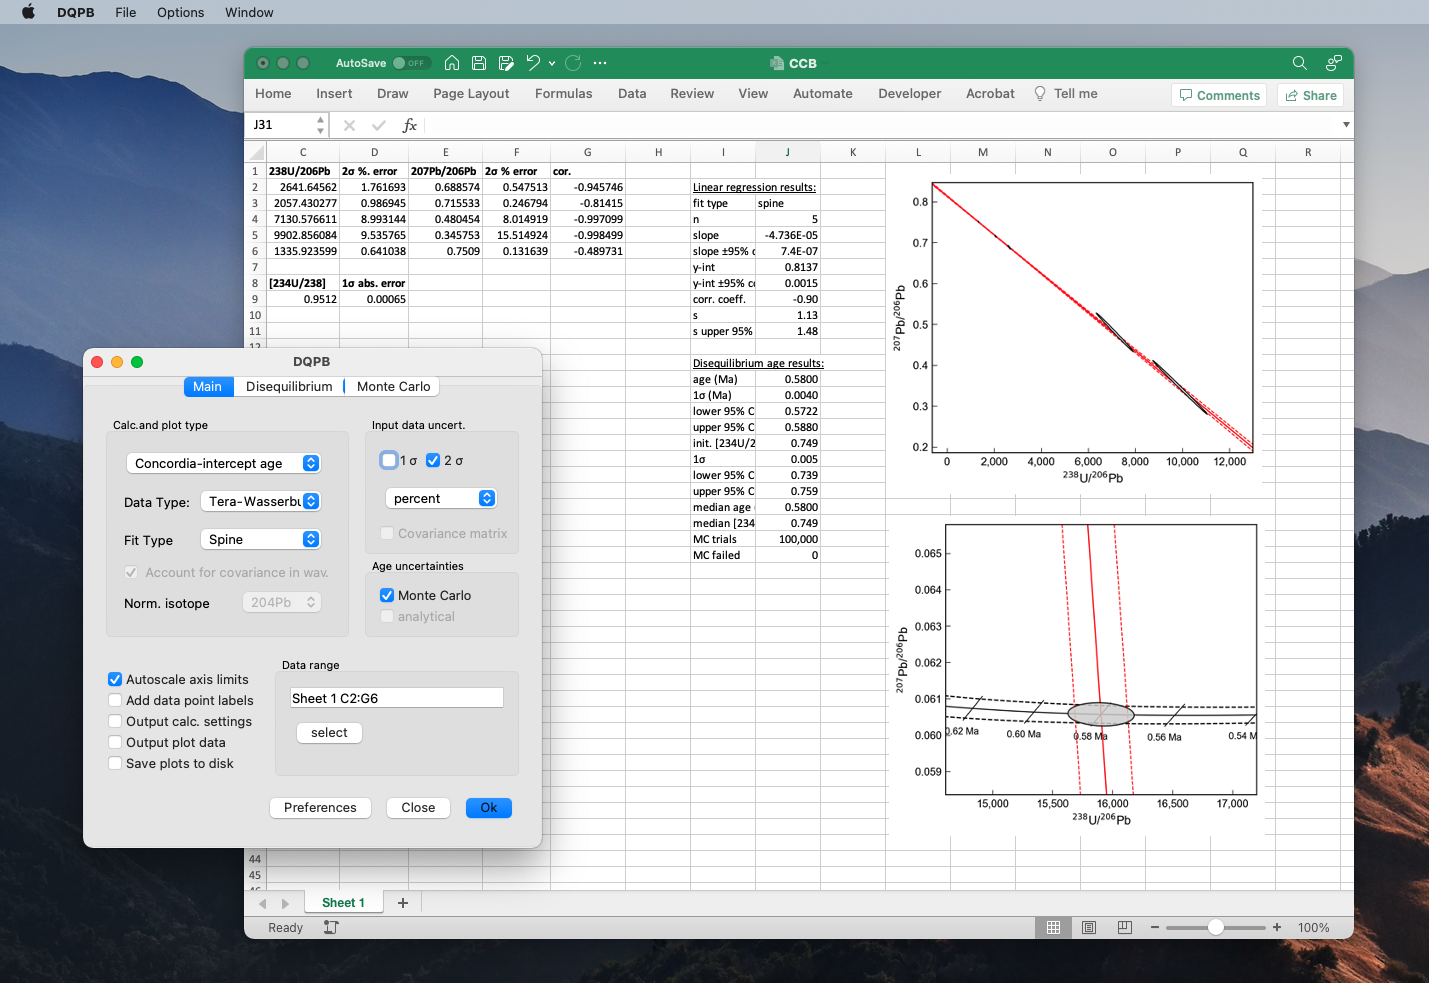 DQPB File Options Window
AutoSave OFF CCB
Home Insert Draw Page Layout Formulas Data Review View Automate Developer Acrobat Tell me Comments Share
J31 fx
C D E F G H I J K L M N O P Q R
1 238U/206Pb 2σ %. error 207Pb/206Pb 2σ % error cor.
2 2641.64562 1.761693 0.688574 0.547513 -0.945746 Linear regression results:
3 2057.430277 0.986945 0.715533 0.246794 -0.81415 fit type spine
4 7130.576611 8.993144 0.480454 8.014919 -0.997099 n 5
5 9902.856084 9.535765 0.345753 15.514924 -0.998499 slope -4.736E-05
6 1335.923599 0.641038 0.7509 0.131639 -0.489731 slope ±95% c 7.4E-07
7 y-int 0.8137
8 [234U/238] 1σ abs. error y-int ±95% co 0.0015
9 0.9512 0.00065 corr. coeff. -0.90
10 s 1.13
11 s upper 95% 1.48
12
Disequilibrium age results:
age (Ma) 0.5800
1σ (Ma) 0.0040
lower 95% C 0.5722
upper 95% C 0.5880
init. [234U/2 0.749
1σ 0.005
lower 95% C 0.739
upper 95% C 0.759
median age 0.5800
median [234 0.749
MC trials 100,000
MC failed 0
0.8
0.7
0.6
0.5
0.4
0.3
0.2
207Pb/206Pb
0 2,000 4,000 6,000 8,000 10,000 12,000
238U/206Pb
0.065
0.064
0.063
0.062
0.061
0.060
0.059
207Pb/206Pb
0.62 Ma 0.60 Ma 0.58 Ma 0.56 Ma 0.54 M
15,000 15,500 16,000 16,500 17,000
238U/206Pb
DQPB
Main Disequilibrium Monte Carlo
Calc.and plot type
Concordia-intercept age
Data Type: Tera-Wasserbu
Fit Type Spine
Account for covariance in wav.
Norm. isotope 204Pb
Input data uncert.
1 σ 2 σ
percent
Covariance matrix
Age uncertainties
Monte Carlo
analytical
Autoscale axis limits
Add data point labels
Output calc. settings
Output plot data
Save plots to disk
Data range
Sheet 1 C2:G6
select
Preferences Close Ok
44
45
Sheet 1 +
Ready 100%